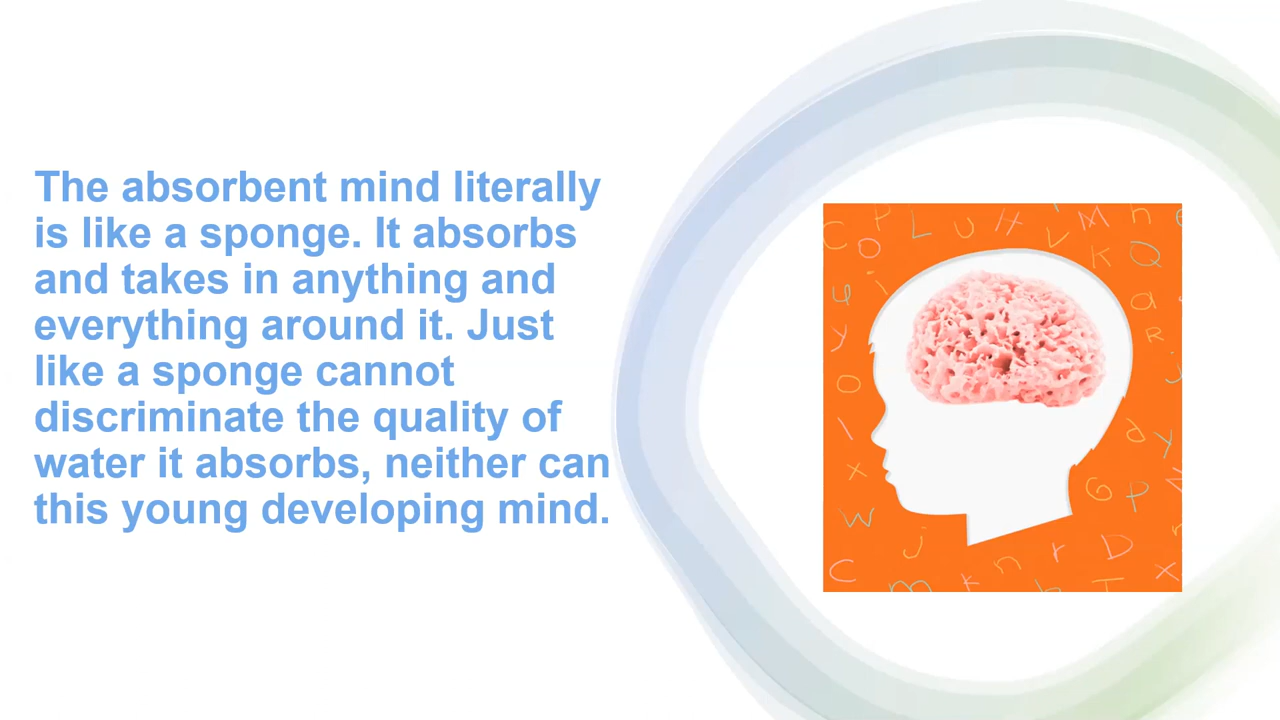 The absorbent mind literally
is like a sponge. It absorbs
and takes in anything and
everything around it. Just
like a sponge cannot
discriminate the quality of
water it absorbs, neither can
this young developing mind.
C P L U H V M n e
O K Q
u i a
y R
O j
l d y
x G P N
w j r D n
C m k n h I X